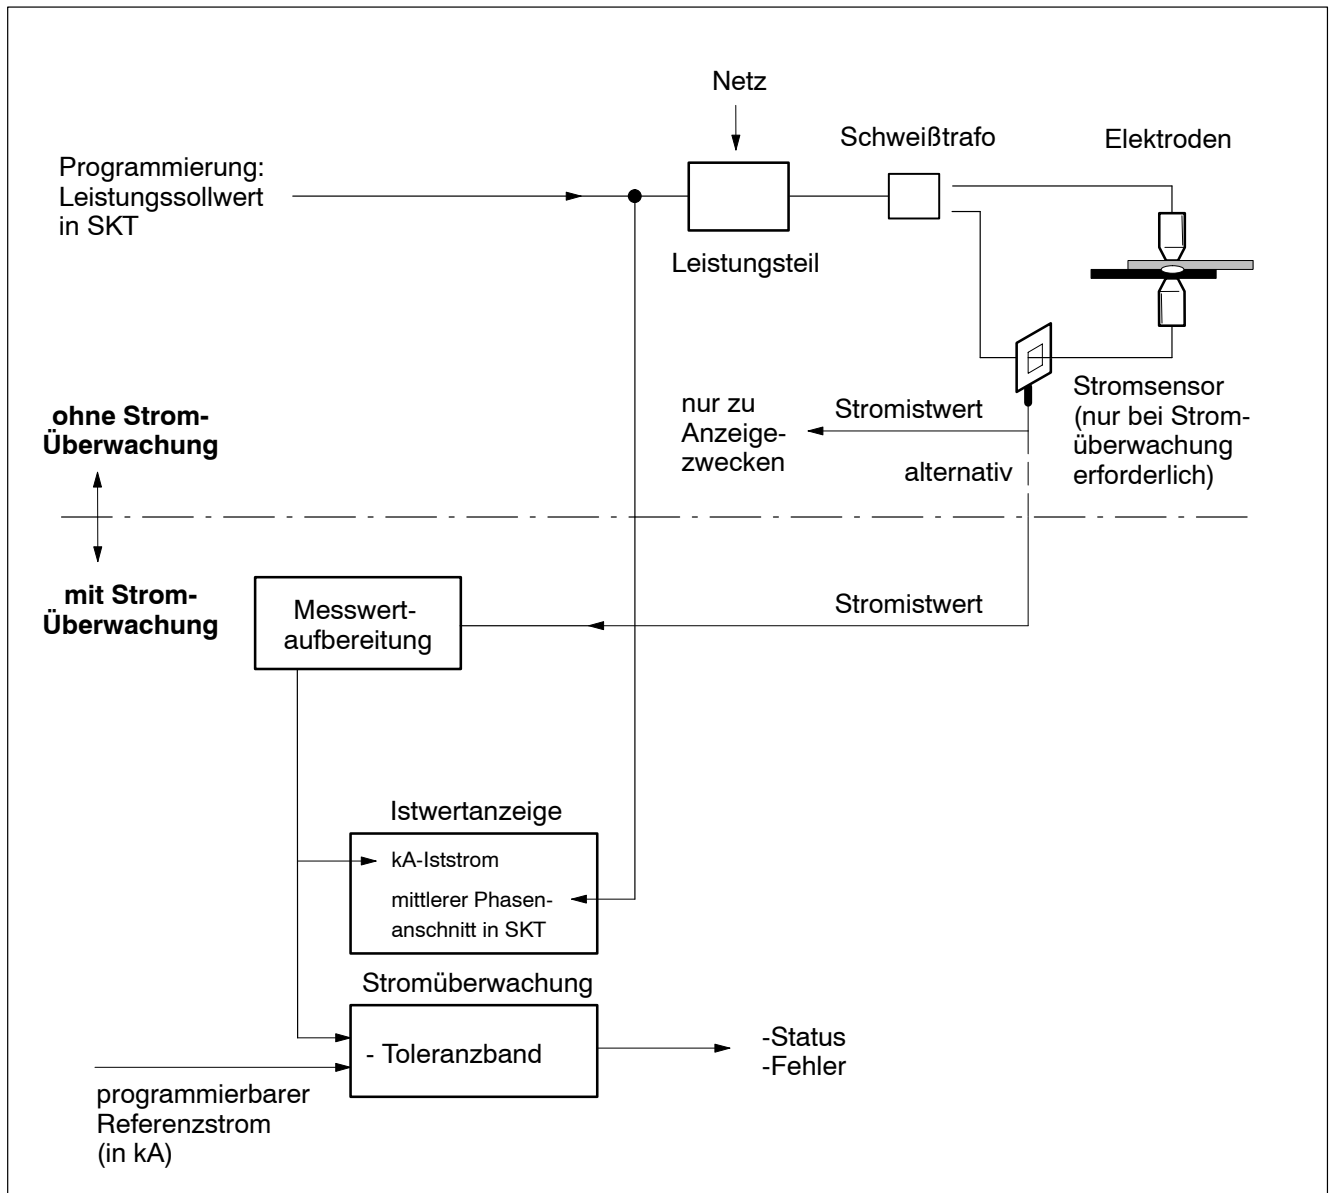 Netz
Schweißtrafo
Elektroden
Programmierung:
Leistungssollwert
in SKT
Leistungsteil
ohne Strom-
Überwachung
nur zu
Anzeige-
zwecken
Stromistwert
alternativ
Stromsensor
(nur bei Strom-
überwachung
erforderlich)
mit Strom-
Überwachung
Messwert-
aufbereitung
Stromistwert
Istwertanzeige
kA-Iststrom
mittlerer Phasen-
anschnitt in SKT
Stromüberwachung
- Toleranzband
-Status
-Fehler
programmierbarer
Referenzstrom
(in kA)